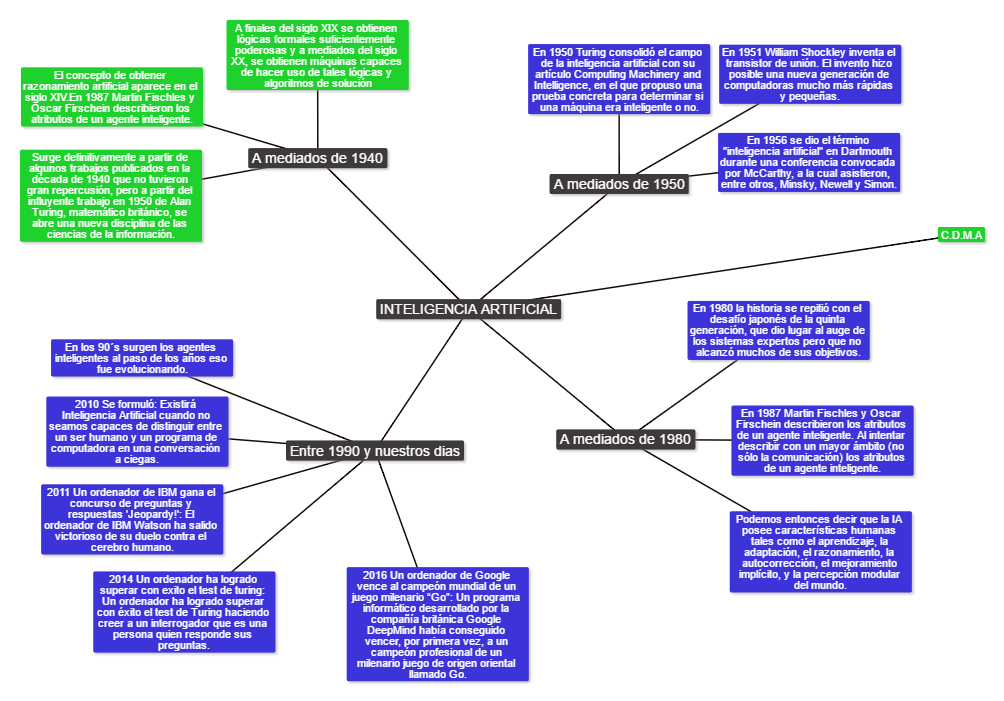 A finales del siglo XIX se obtienen
lógicas formales suficientemente
poderosas y a mediados del siglo
XX, se obtienen máquinas capaces
de hacer uso de tales lógicas y
algoritmos de solución
El concepto de obtener
razonamiento artificial aparece en el
siglo XIV.En 1987 Martin Fischles y
Oscar Firschein describieron los
atributos de un agente inteligente.
Surge definitivamente a partir de
algunos trabajos publicados en la
década de 1940 que no tuvieron
gran repercusión, pero a partir del
influyente trabajo en 1950 de Alan
Turing, matemático británico, se
abre una nueva disciplina de las
ciencias de la información.
A mediados de 1940
En 1950 Turing consolidó el campo
de la inteligencia artificial con su
artículo Computing Machinery and
Intelligence, en el que propuso una
prueba concreta para determinar si
una máquina era inteligente o no.
En 1951 William Shockley inventa el
transistor de unión. El invento hizo
posible una nueva generación de
computadoras mucho más rápidas
y pequeñas.
En 1956 se dio el término
"inteligencia artificial" en Dartmouth
durante una conferencia convocada
por McCarthy, a la cual asistieron,
entre otros, Minsky, Newell y Simon.
A mediados de 1950
C.D.M.A
INTELIGENCIA ARTIFICIAL
En 1980 la historia se repitió con el
desafío japonés de la quinta
generación, que dio lugar al auge de
los sistemas expertos pero que no
alcanzó muchos de sus objetivos.
En 1987 Martin Fischles y Oscar
Firschein describieron los atributos
de un agente inteligente. Al intentar
describir con un mayor ámbito (no
sólo la comunicación) los atributos
de un agente inteligente.
A mediados de 1980
Podemos entonces decir que la IA
posee características humanas
tales como el aprendizaje, la
adaptación, el razonamiento, la
autocorrección, el mejoramiento
implícito, y la percepción modular
del mundo.
En los 90´s surgen los agentes
inteligentes al paso de los años eso
fue evolucionando.
2010 Se formuló: Existirá
Inteligencia Artificial cuando no
seamos capaces de distinguir entre
un ser humano y un programa de
computadora en una conversación
a ciegas.
Entre 1990 y nuestros dias
2011 Un ordenador de IBM gana el
concurso de preguntas y
respuestas 'Jeopardy!': El
ordenador de IBM Watson ha salido
victorioso de su duelo contra el
cerebro humano.
2014 Un ordenador ha logrado
superar con exito el test de turing:
Un ordenador ha logrado superar
con éxito el test de Turing haciendo
creer a un interrogador que es una
persona quien responde sus
preguntas.
2016 Un ordenador de Google
vence al campeón mundial de un
juego milenario “Go”: Un programa
informático desarrollado por la
compañía británica Google
DeepMind había conseguido
vencer, por primera vez, a un
campeón profesional de un
milenario juego de origen oriental
llamado Go.